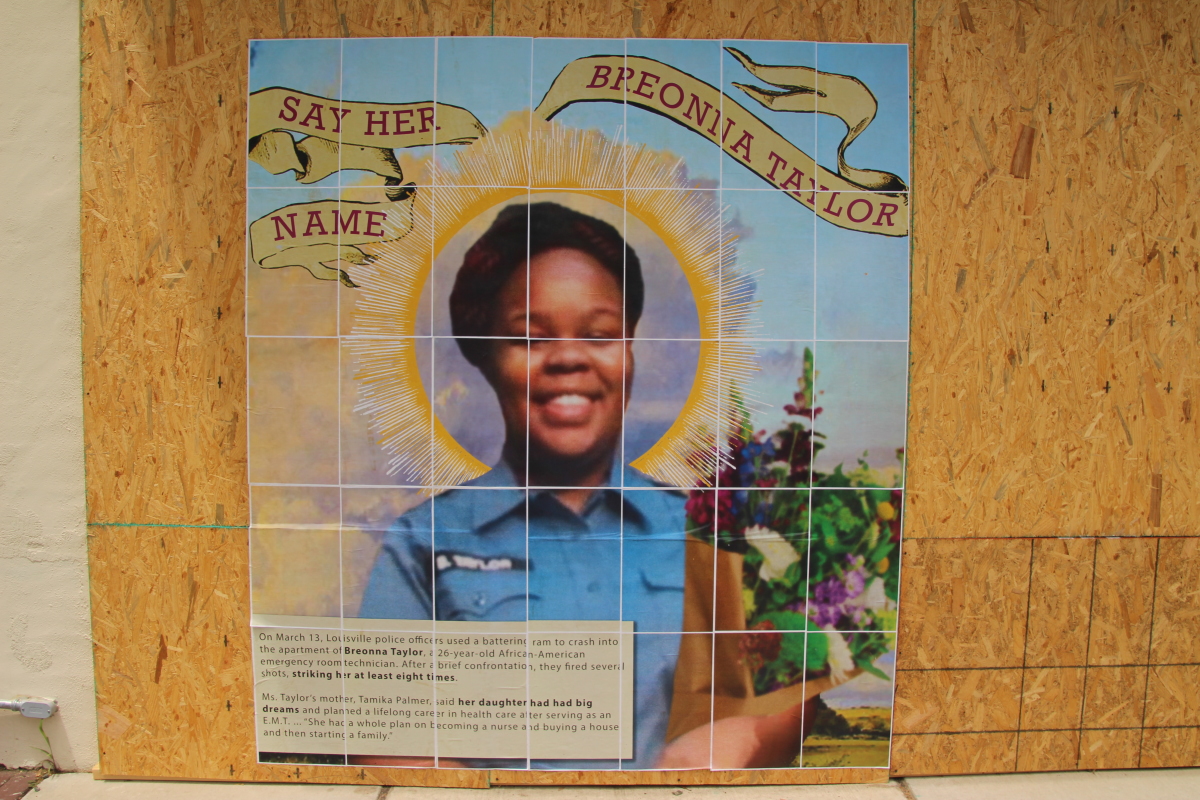 SAY HER
NAME
BREONNA TAYLOR
B. TAYLOR
On March 13, Louisville police officers used a battering ram to crash into
the apartment of Breonna Taylor, a 26-year-old African-American
emergency room technician. After a brief confrontation, they fired several
shots, striking her at least eight times.
Ms. Taylor's mother, Tamika Palmer, said her daughter had had big
dreams and planned a lifelong career in health care after serving as an
E.M.T. ... "She had a whole plan on becoming a nurse and buying a house
and then starting a family."